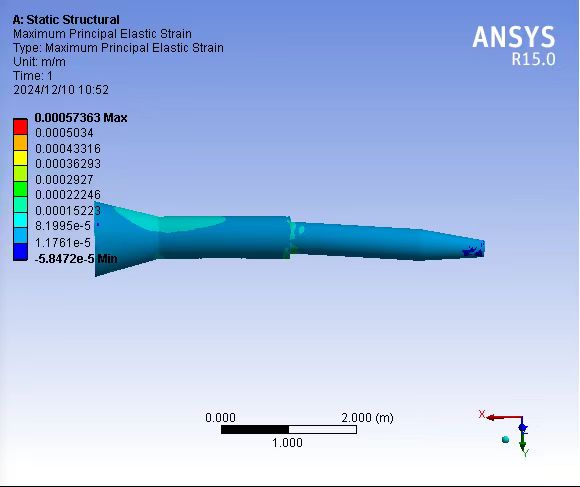 A: Static Structural
Maximum Principal Elastic Strain
Type: Maximum Principal Elastic Strain
Unit: m/m
Time: 1
2024/12/10 10:52
ANSYS
R15.0
0.00057363 Max
0.0005034
0.00043316
0.00036293
0.0002927
0.00022246
0.00015223
8.1995e-5
1.1761e-5
-5.8472e-5 Min
0.000
2.000 (m)
1.000
X
Y